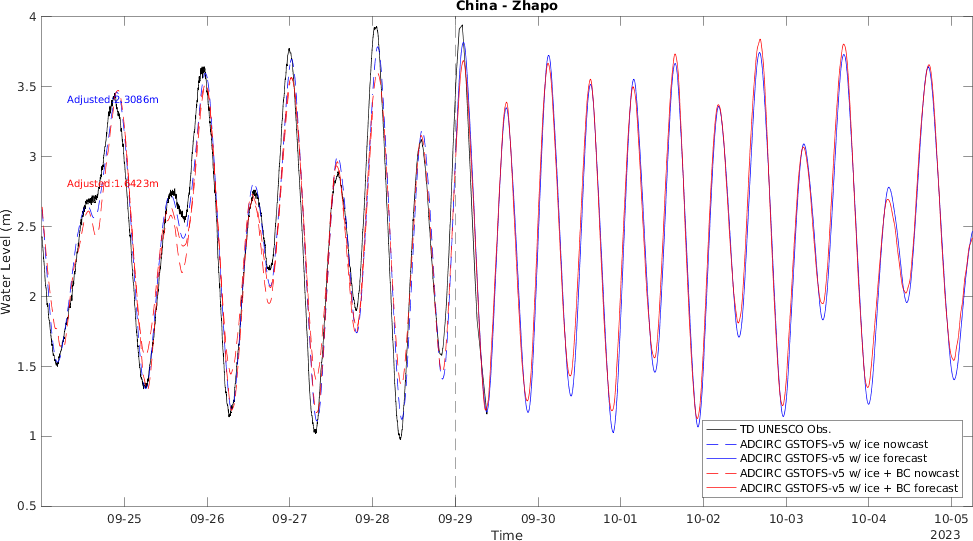 China - Zhapo
4
3.5
3
2.5
2
1.5
1
0.5
Water Level (m)
Adjusted:2.3086m
Adjusted:1.6423m
TD UNESCO Obs.
ADCIRC GSTOFS-v5 w/ ice nowcast
ADCIRC GSTOFS-v5 w/ ice forecast
ADCIRC GSTOFS-v5 w/ ice + BC nowcast
ADCIRC GSTOFS-v5 w/ ice + BC forecast
09-25 09-26 09-27 09-28 09-29 09-30 10-01 10-02 10-03 10-04 10-05
Time
2023